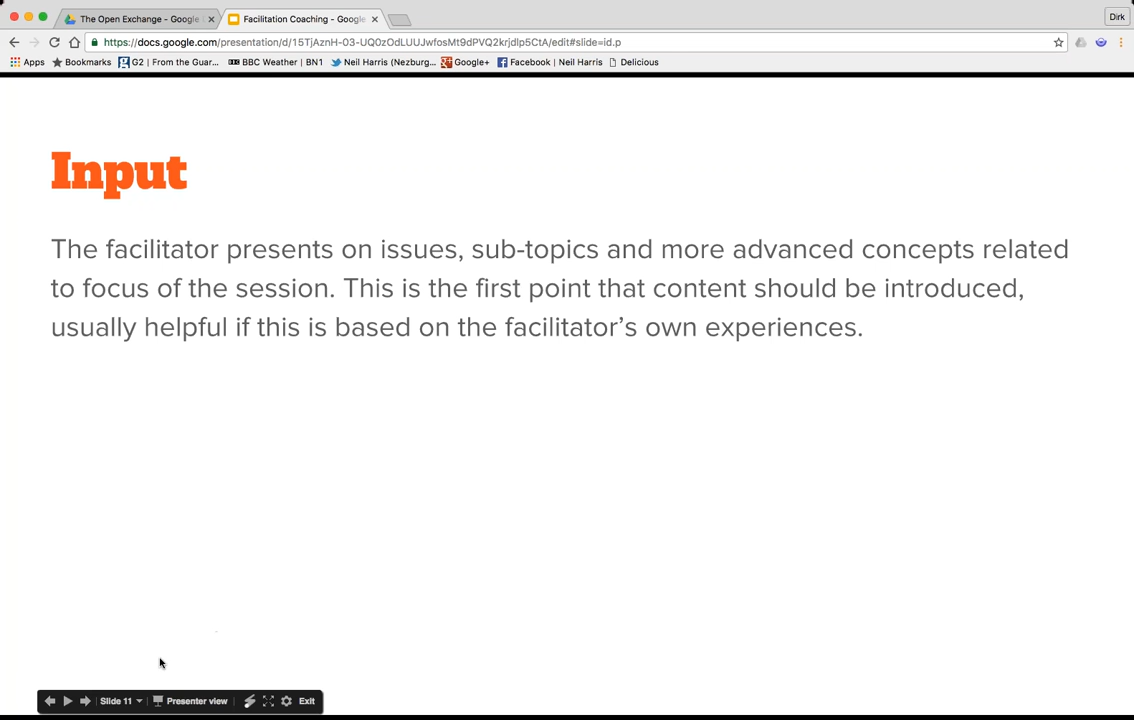 The Open Exchange - Google
Facilitation Coaching - Google
Dirk
https://docs.google.com/presentation/d/15TjAznH-03-UQ0zOdLUUJwfosMt9dPVQ2krjdlp5CtA/edit#slide=id.p
Apps Bookmarks G2 | From the Guar... BBC Weather | BN1 Neil Harris (Nezburg... Google+ Facebook | Neil Harris Delicious
Input
The facilitator presents on issues, sub-topics and more advanced concepts related
to focus of the session. This is the first point that content should be introduced,
usually helpful if this is based on the facilitator’s own experiences.
Slide 11 Presenter view Exit